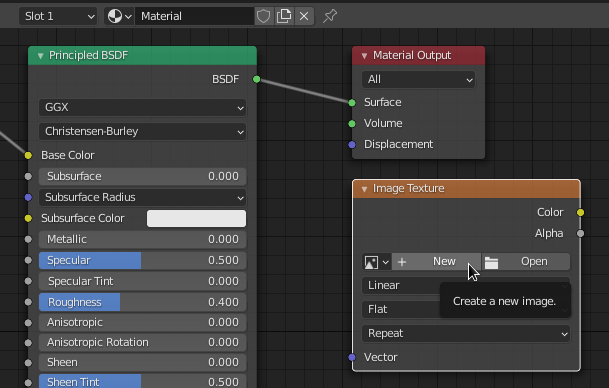 Slot 1
Material
Principled BSDF
BSDF
GGX
Christensen-Burley
Base Color
Subsurface 0.000
Subsurface Radius
Subsurface Color
Metallic 0.000
Specular 0.500
Specular Tint 0.000
Roughness 0.400
Anisotropic 0.000
Anisotropic Rotation 0.000
Sheen 0.000
Sheen Tint 0.500
Material Output
All
Surface
Volume
Displacement
Image Texture
Color
Alpha
New Open
Linear
Create a new image.
Flat
Repeat
Vector